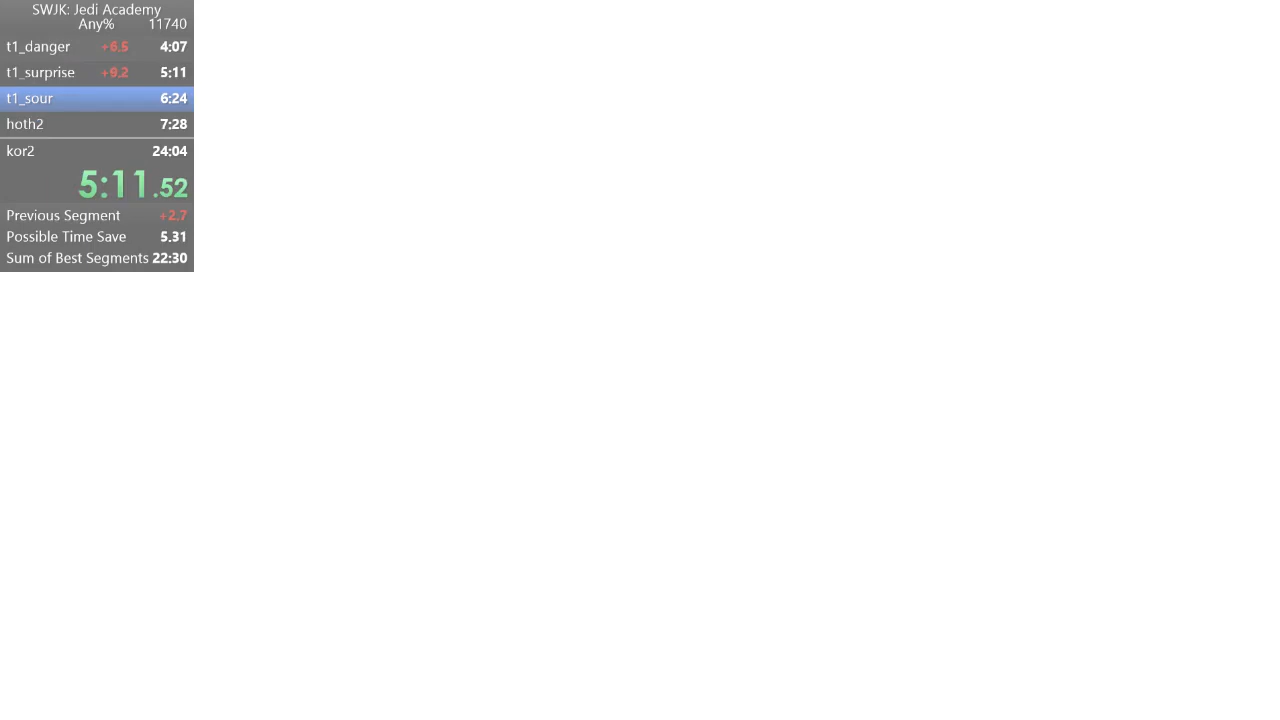 SWJK: Jedi Academy
Any% 11740
t1_danger +6.5 4:07
t1_surprise +9.2 5:11
t1_sour 6:24
hoth2 7:28
kor2 24:04
5:11.52
Previous Segment +2.7
Possible Time Save 5.31
Sum of Best Segments 22:30